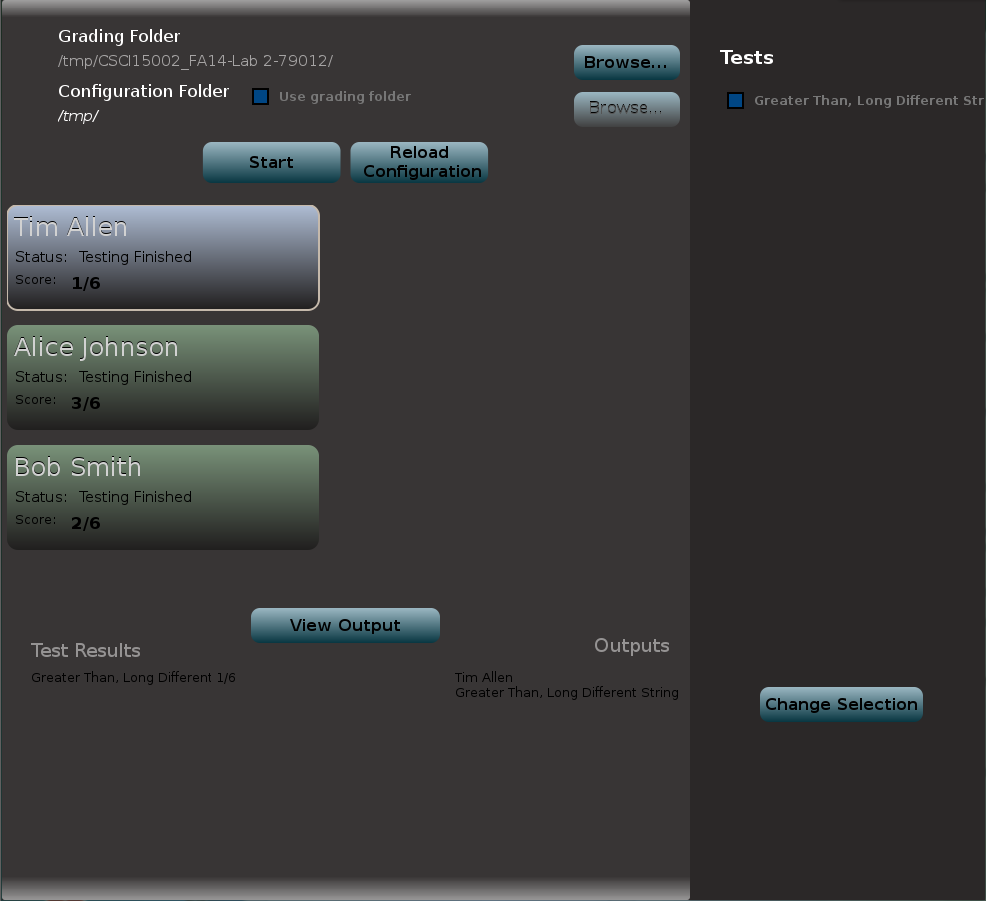 Grading Folder
/tmp/CSCI15002_FA14-Lab 2-79012/
Browse...
Configuration Folder
Use grading folder
/tmp/
Browse...
Start
Reload
Configuration
Tim Allen
Status: Testing Finished
Score: 1/6
Alice Johnson
Status: Testing Finished
Score: 3/6
Bob Smith
Status: Testing Finished
Score: 2/6
View Output
Test Results
Greater Than, Long Different 1/6
Outputs
Tim Allen
Greater Than, Long Different String
Tests
Greater Than, Long Different Str
Change Selection